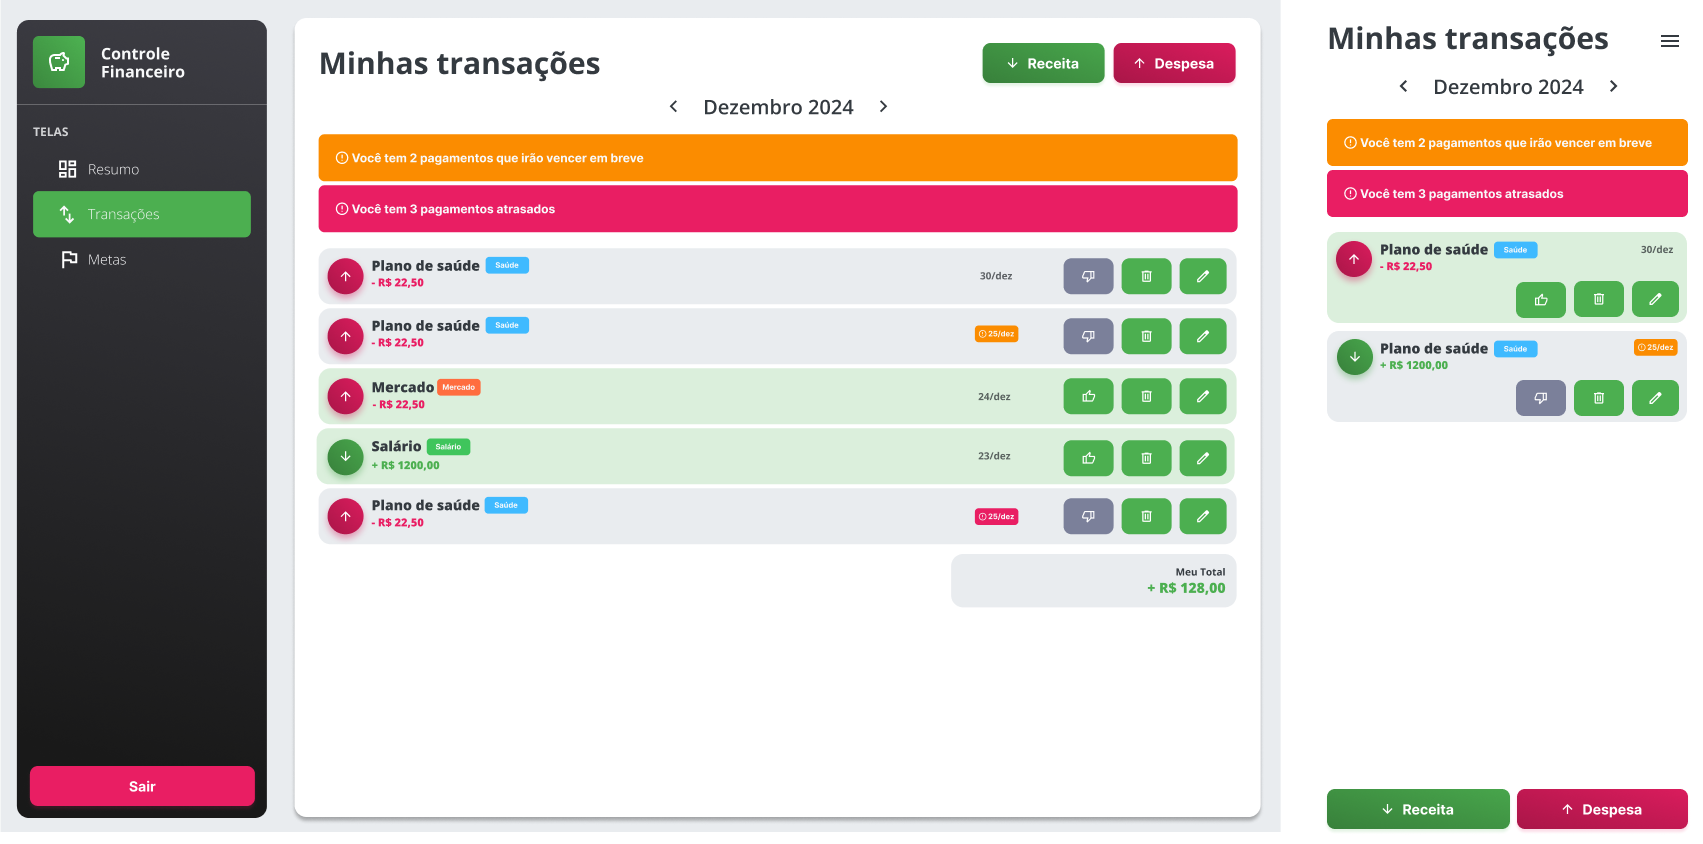 Controle
Financeiro
TELAS
Resumo
Transações
Metas
Sair
Minhas transações
Receita
Despesa
Dezembro 2024
Você tem 2 pagamentos que irão vencer em breve
Você tem 3 pagamentos atrasados
Plano de saúde Saúde
- R$ 22,50
30/dez
Plano de saúde Saúde
- R$ 22,50
25/dez
Mercado Mercado
- R$ 22,50
24/dez
Salário Salário
+ R$ 1200,00
23/dez
Plano de saúde Saúde
- R$ 22,50
25/dez
Meu Total
+ R$ 128,00
Minhas transações
Dezembro 2024
Você tem 2 pagamentos que irão vencer em breve
Você tem 3 pagamentos atrasados
Plano de saúde Saúde
- R$ 22,50
30/dez
Plano de saúde Saúde
+ R$ 1200,00
25/dez
Receita
Despesa